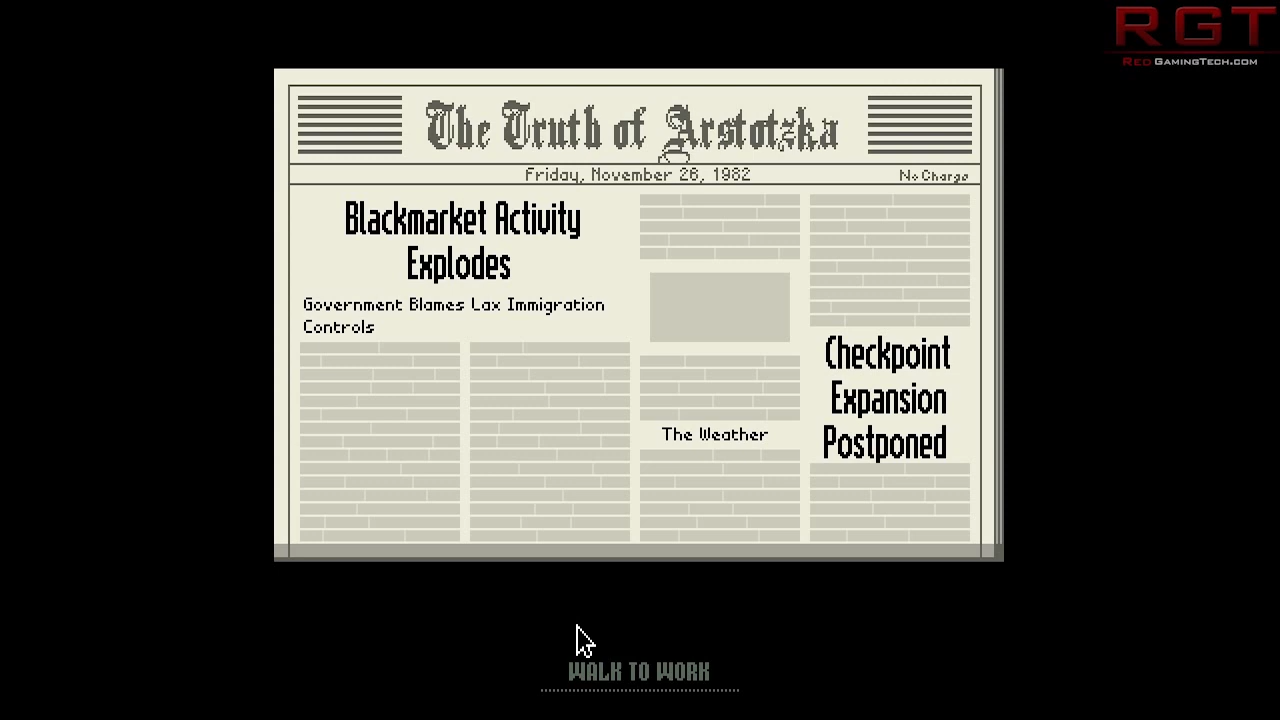 RGT
RedGamingTech.com
The Truth of Arstotzka
Friday, November 26, 1982
No Charge
Blackmarket Activity
Explodes
Government Blames Lax Immigration
Controls
The Weather
Checkpoint
Expansion
Postponed
WALK TO WORK